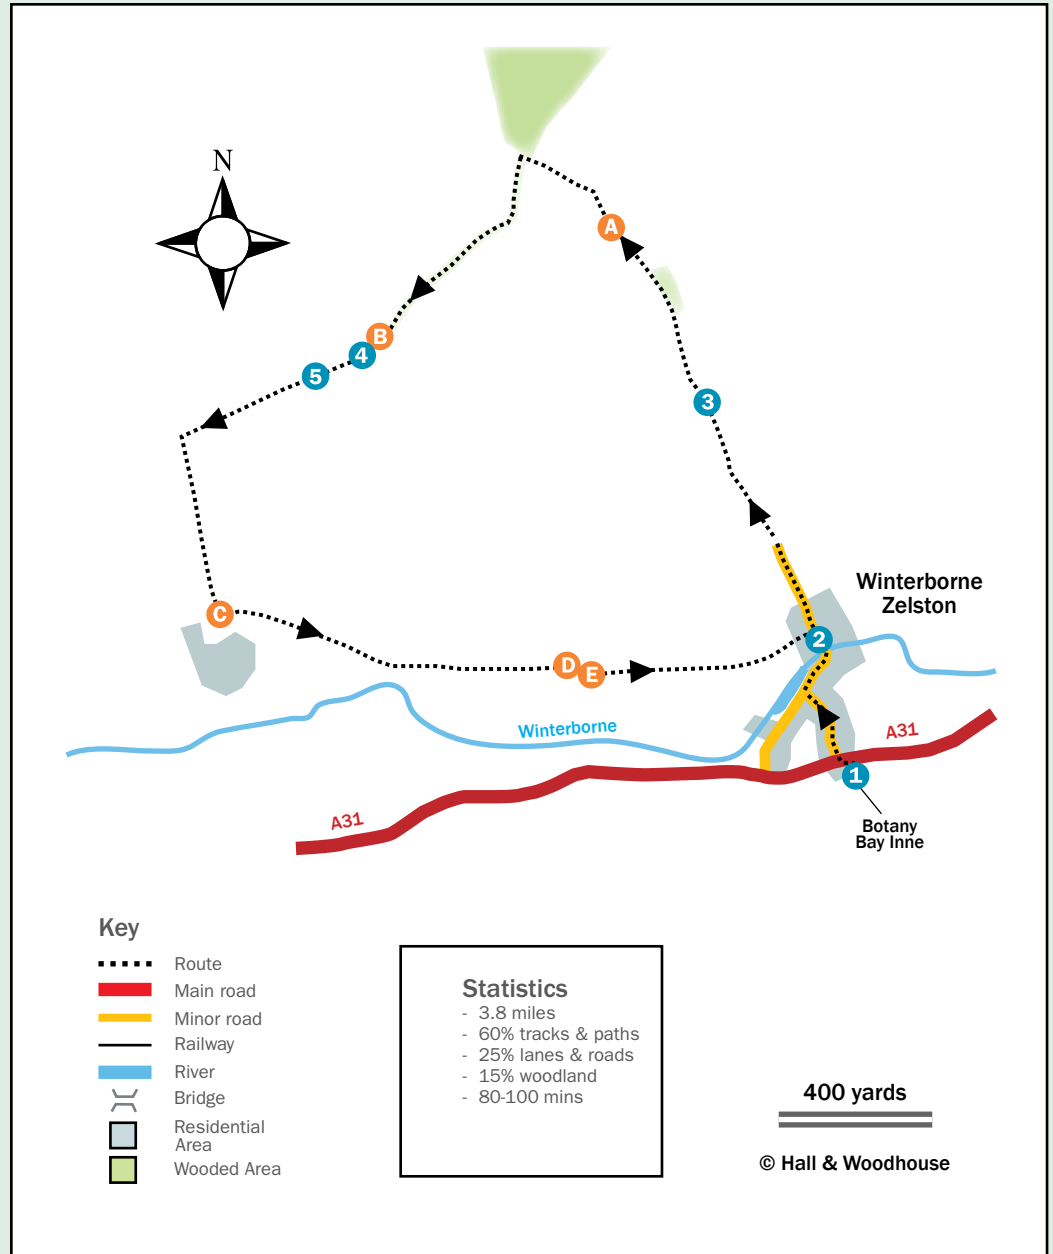 N
A
B
4
5
3
C
Winterborne
Zelston
2
D
E
Winterborne
A31
1
A31
Botany
Bay Inne
Key
Route
Main road
Minor road
Railway
River
Bridge
Residential
Area
Wooded Area
Statistics
- 3.8 miles
- 60% tracks & paths
- 25% lanes & roads
- 15% woodland
- 80-100 mins
400 yards
© Hall & Woodhouse